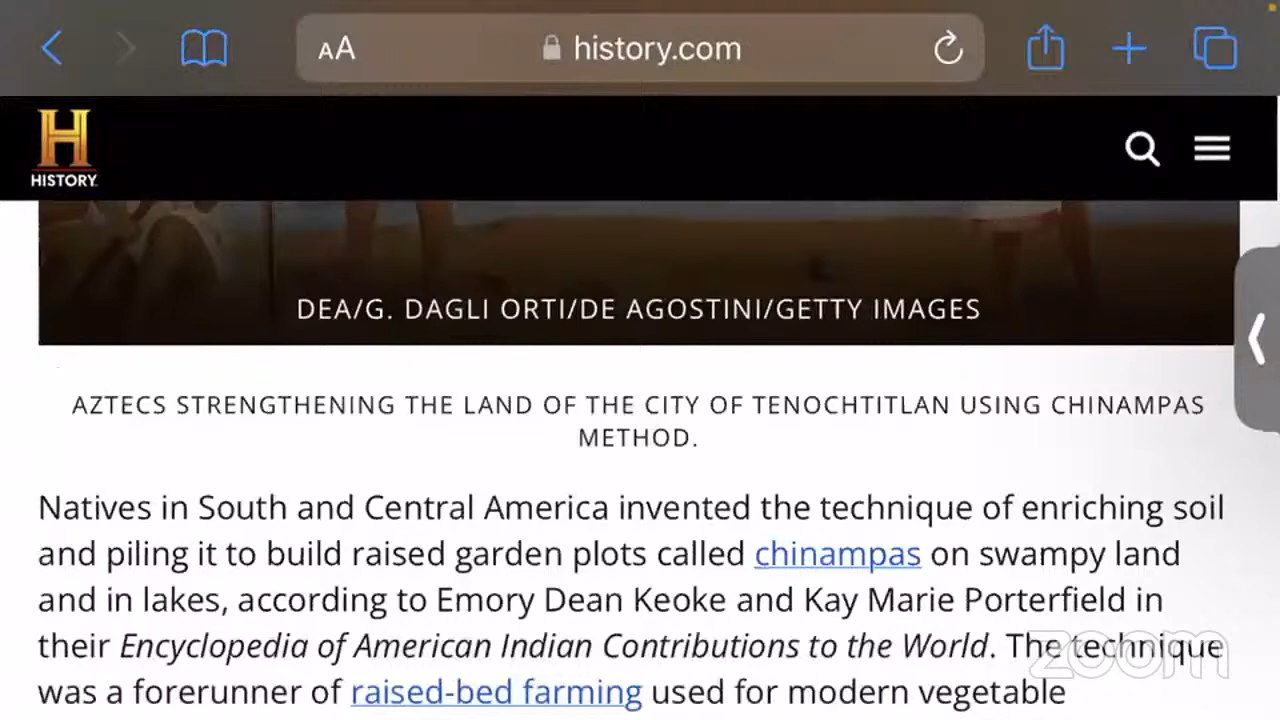 AA history.com
H
HISTORY.
DEA/G. DAGLI ORTI/DE AGOSTINI/GETTY IMAGES
AZTECS STRENGTHENING THE LAND OF THE CITY OF TENOCHTITLAN USING CHINAMPAS
METHOD.
Natives in South and Central America invented the technique of enriching soil
and piling it to build raised garden plots called chinampas on swampy land
and in lakes, according to Emory Dean Keoke and Kay Marie Porterfield in
their Encyclopedia of American Indian Contributions to the World. The technique
zoom
was a forerunner of raised-bed farming used for modern vegetable